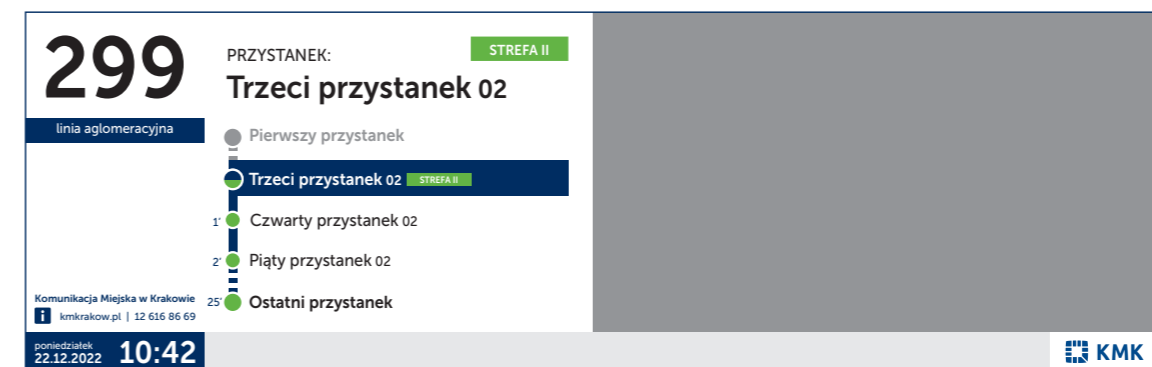 299
linia aglomeracyjna
PRZYSTANEK:
STREFA II
Trzeci przystanek 02
Pierwszy przystanek
Trzeci przystanek 02 STREFA II
1' Czwarty przystanek 02
2' Piąty przystanek 02
25' Ostatni przystanek
Komunikacja Miejska w Krakowie
i kmkrakow.pl | 12 616 86 69
poniedziałek
22.12.2022
10:42
KMK